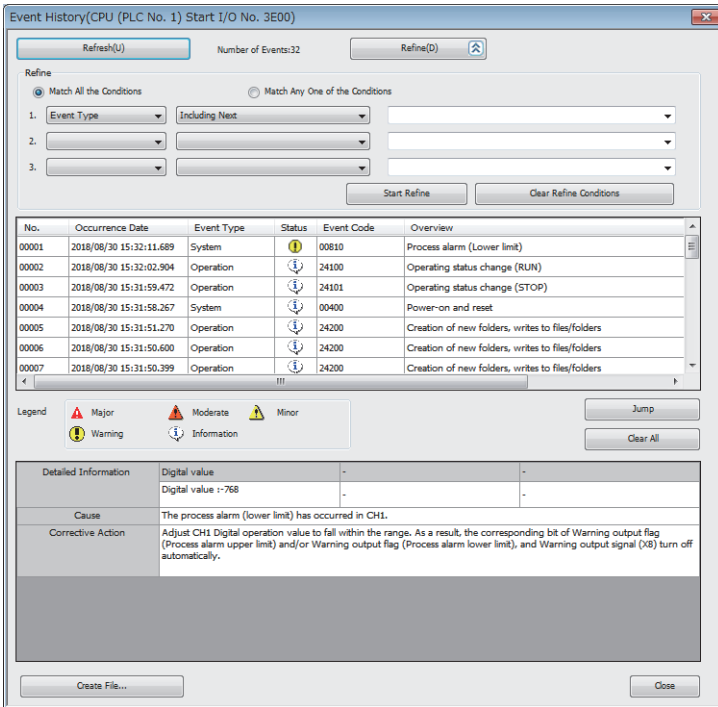 Event History(CPU (PLC No. 1) Start I/O No. 3E00)
Refresh(U) Number of Events:32 Refine(D)
Refine
Match All the Conditions Match Any One of the Conditions
1. Event Type Including Next
2.
3.
Start Refine Clear Refine Conditions
No. Occurrence Date Event Type Status Event Code Overview
00001 2018/08/30 15:32:11.689 System 00810 Process alarm (Lower limit)
00002 2018/08/30 15:32:02.904 Operation 24100 Operating status change (RUN)
00003 2018/08/30 15:31:59.472 Operation 24101 Operating status change (STOP)
00004 2018/08/30 15:31:58.267 System 00400 Power-on and reset
00005 2018/08/30 15:31:51.270 Operation 24200 Creation of new folders, writes to files/folders
00006 2018/08/30 15:31:50.600 Operation 24200 Creation of new folders, writes to files/folders
00007 2018/08/30 15:31:50.399 Operation 24200 Creation of new folders, writes to files/folders
Legend Major Moderate Minor Jump
Warning Information Clear All
Detailed Information Digital value - -
Digital value :-768 - -
Cause The process alarm (lower limit) has occurred in CH1.
Corrective Action Adjust CH1 Digital operation value to fall within the range. As a result, the corresponding bit of Warning output flag
(Process alarm upper limit) and/or Warning output flag (Process alarm lower limit), and Warning output signal (X8) turn off
automatically.
Create File... Close